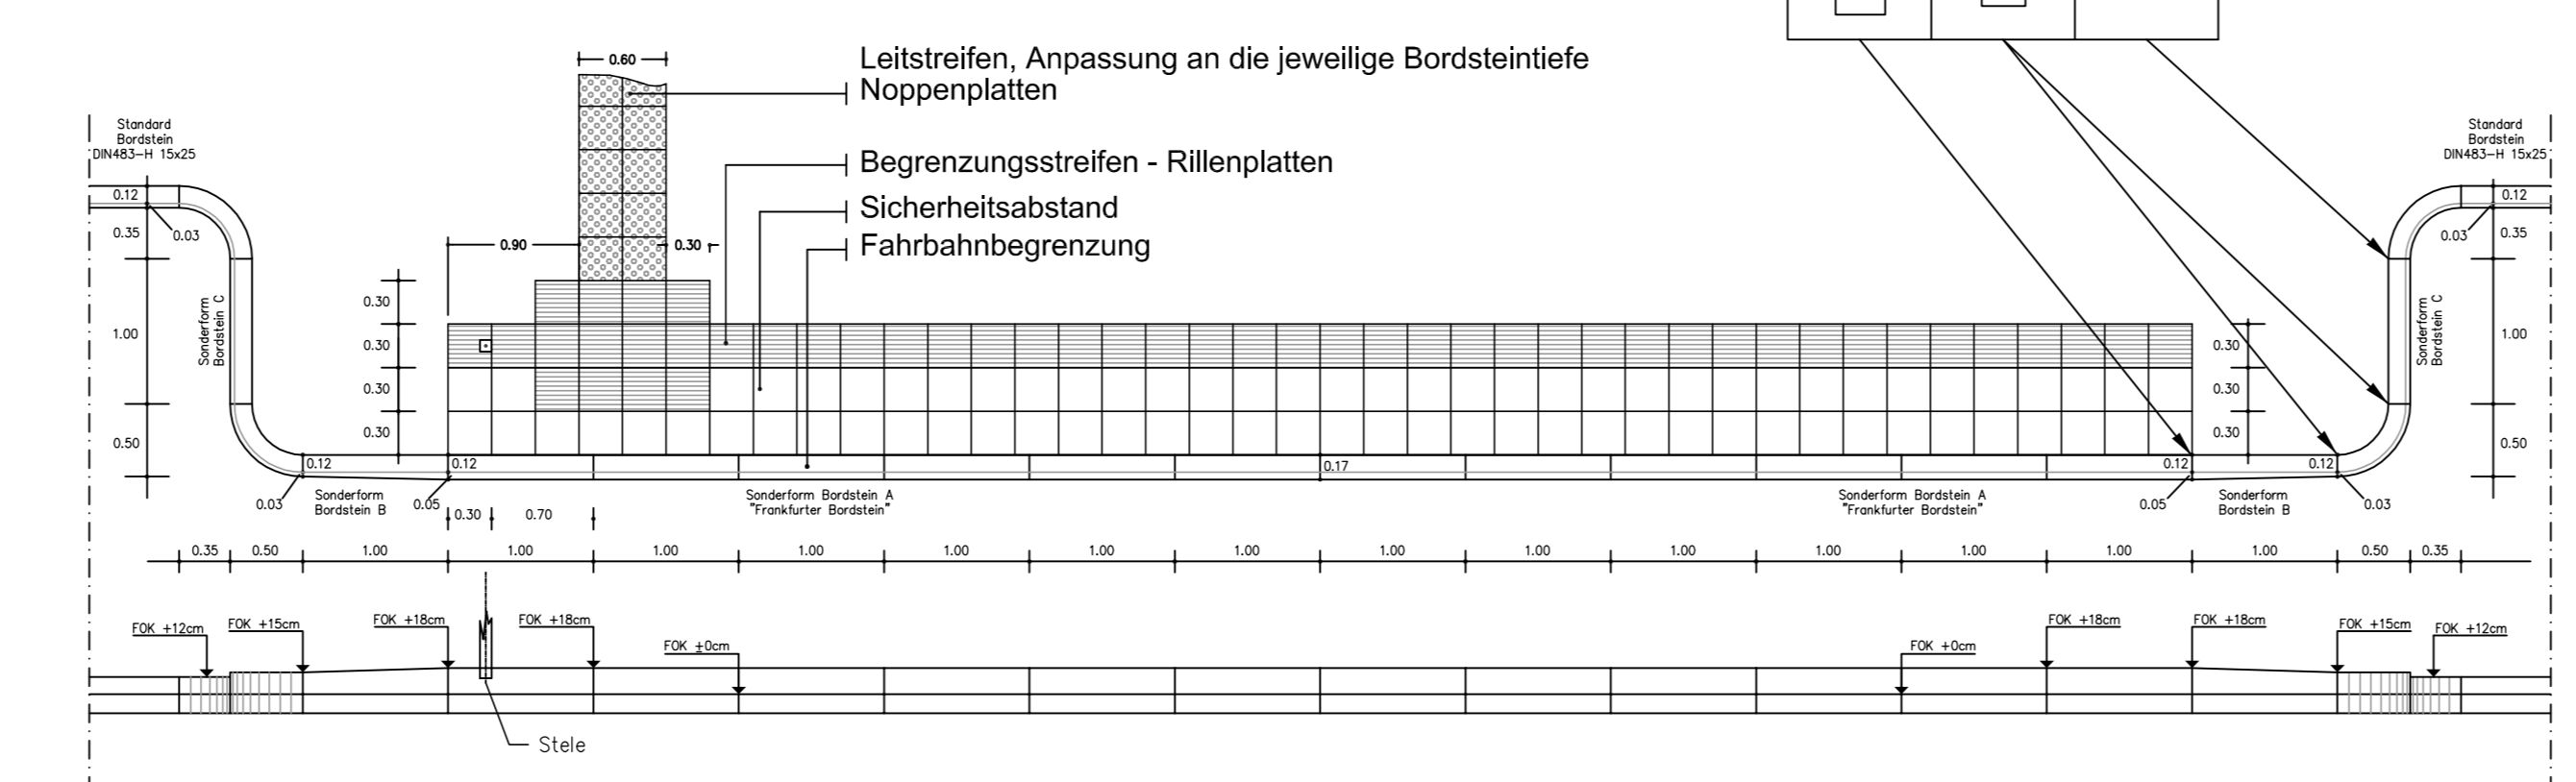 0.60
Leitstreifen, Anpassung an die jeweilige Bordsteintiefe
Noppenplatten
Standard
Bordstein
DIN483-H 15x25
Standard
Bordstein
DIN483-H 15x25
Begrenzungsstreifen - Rillenplatten
Sicherheitsabstand
Fahrbahnbegrenzung
0.12
0.03
0.35
1.00
0.50
Sonderform
Bordstein C
0.90
0.30
0.30
0.30
0.30
0.30
0.30
0.30
0.30
0.12
0.03
0.35
1.00
0.50
Sonderform
Bordstein C
0.12
0.12
0.17
0.12
0.12
0.03
Sonderform
Bordstein B
0.05
Sonderform Bordstein A
"Frankfurter Bordstein"
Sonderform Bordstein A
"Frankfurter Bordstein"
0.05
Sonderform
Bordstein B
0.03
0.30
0.70
0.35
0.50
1.00
1.00
1.00
1.00
1.00
1.00
1.00
1.00
1.00
1.00
1.00
1.00
1.00
1.00
0.50
0.35
FOK +12cm
FOK +15cm
FOK +18cm
FOK +18cm
FOK ±0cm
FOK +0cm
FOK +18cm
FOK +18cm
FOK +15cm
FOK +12cm
Stele